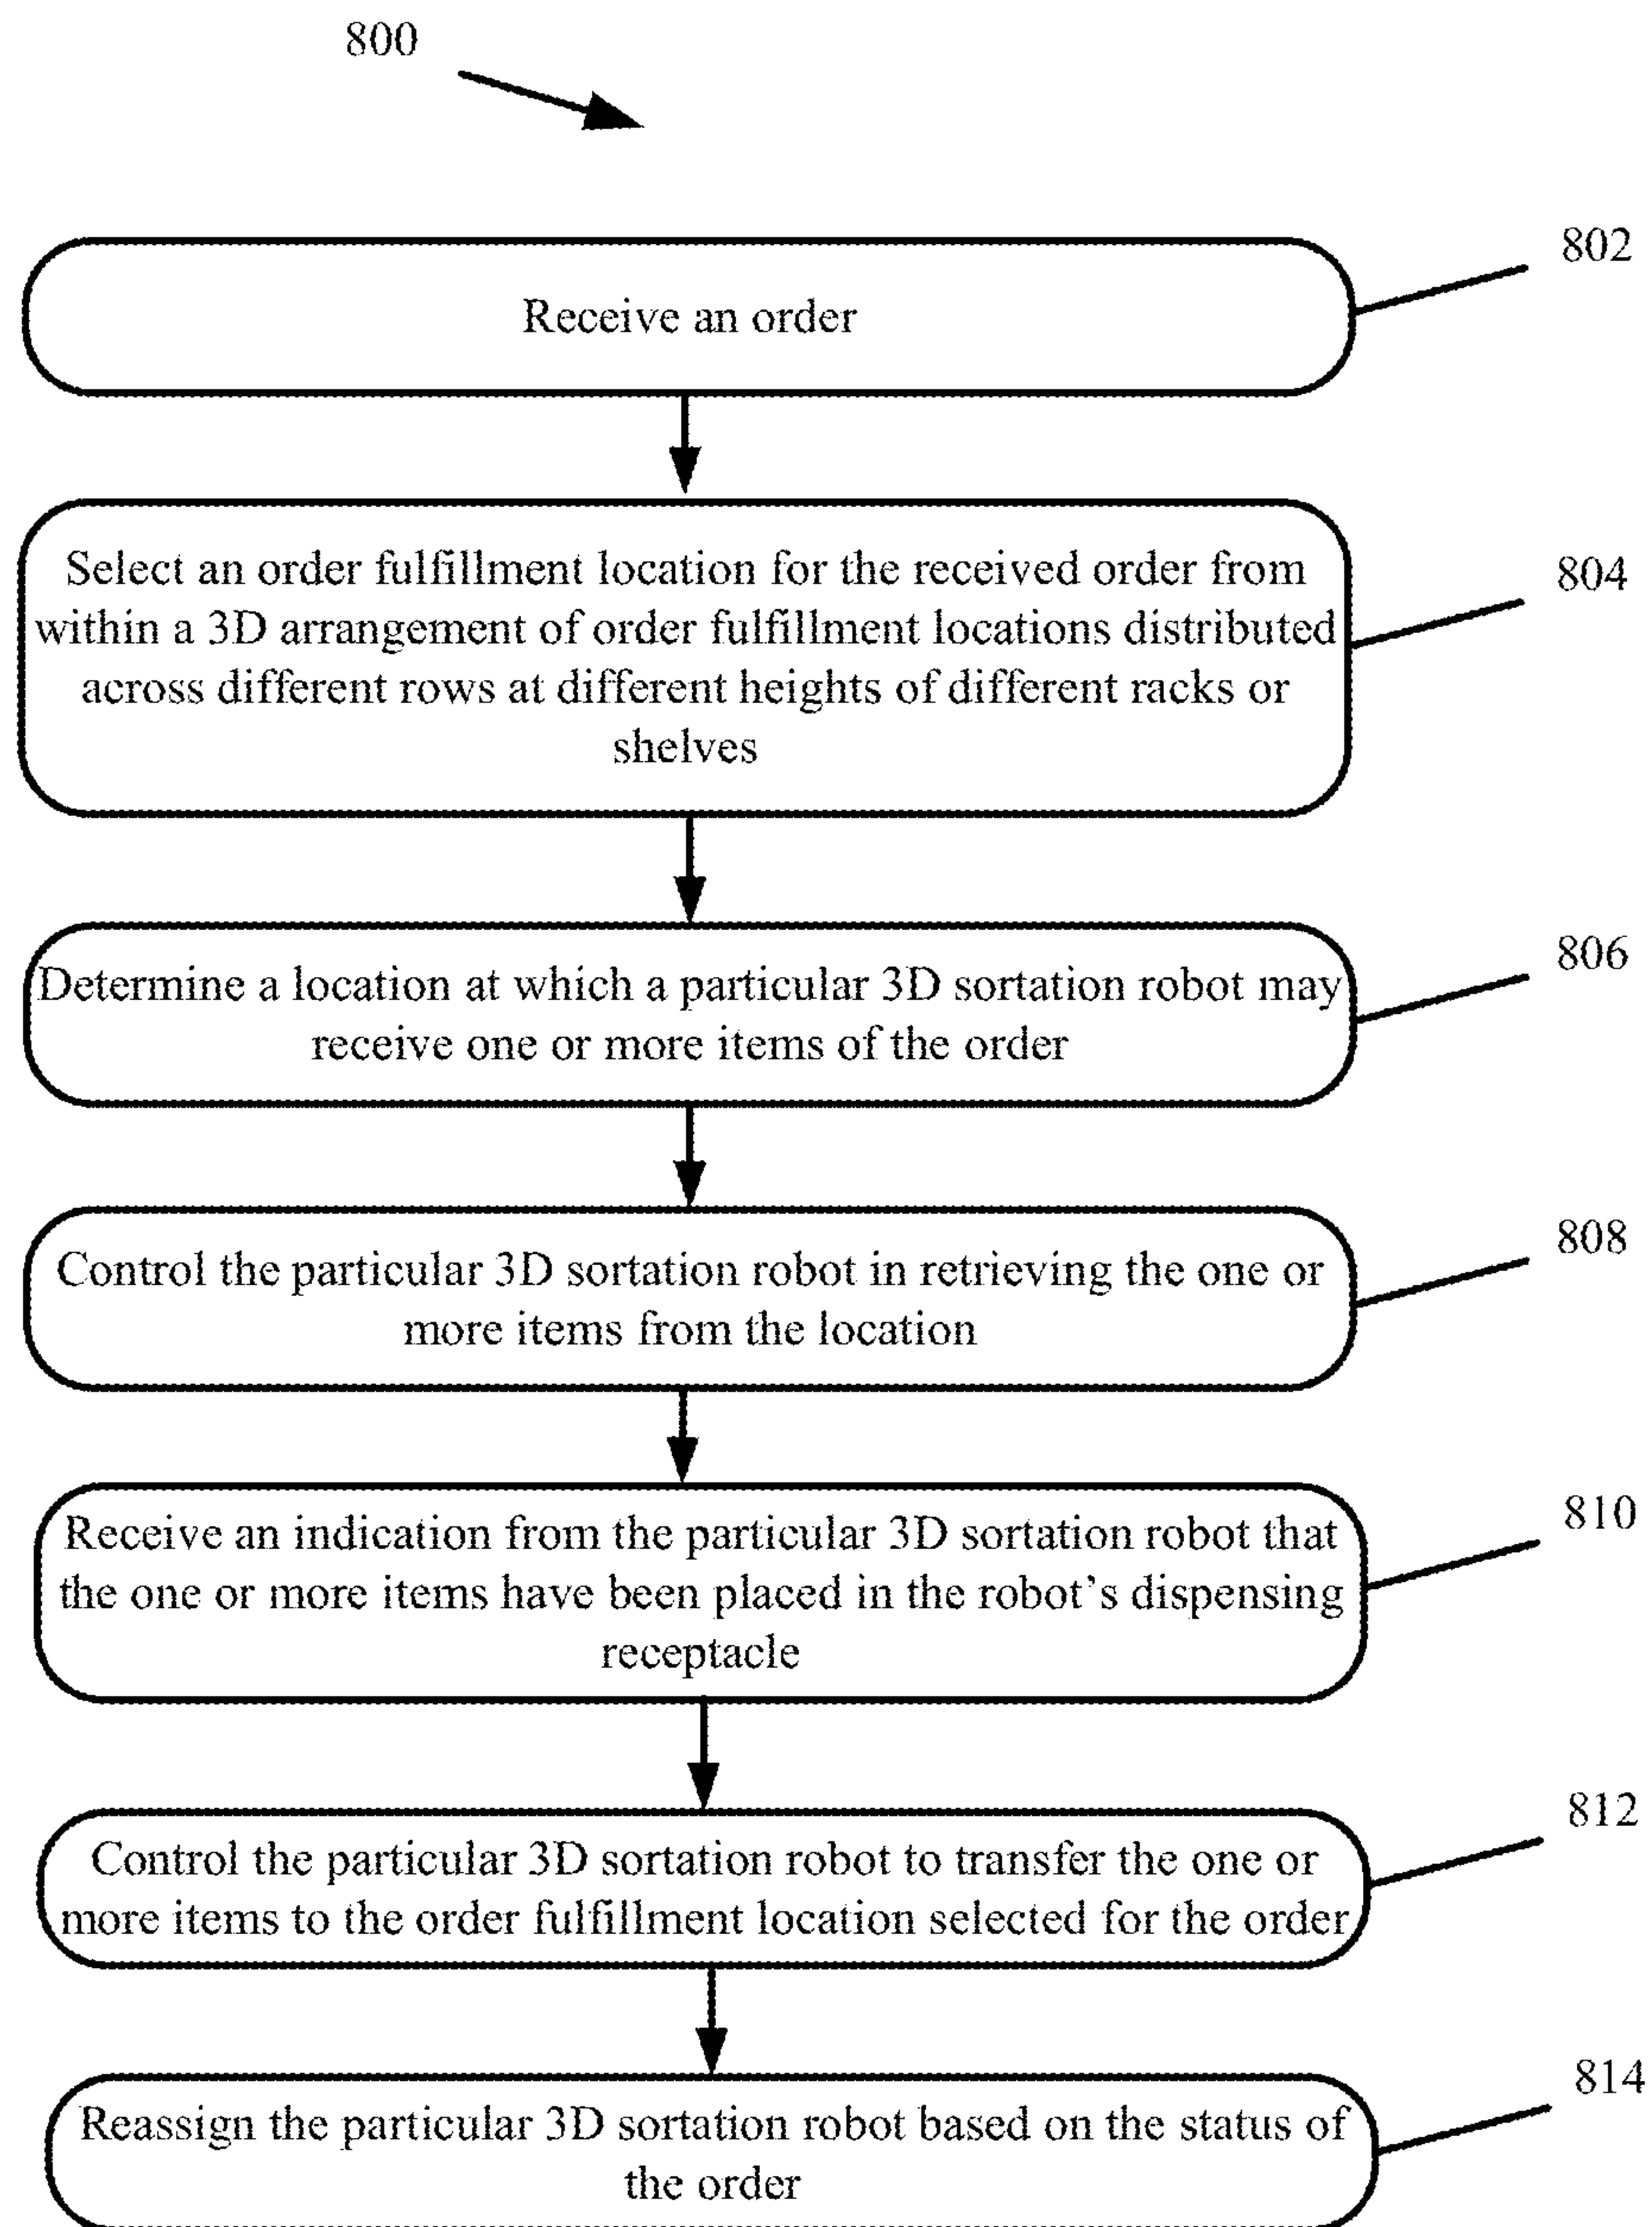 800
802
Receive an order
804
Select an order fulfillment location for the received order from
within a 3D arrangement of order fulfillment locations distributed
across different rows at different heights of different racks or
shelves
806
Determine a location at which a particular 3D sortation robot may
receive one or more items of the order
808
Control the particular 3D sortation robot in retrieving the one or
more items from the location
810
Receive an indication from the particular 3D sortation robot that
the one or more items have been placed in the robot's dispensing
receptacle
812
Control the particular 3D sortation robot to transfer the one or
more items to the order fulfillment location selected for the order
814
Reassign the particular 3D sortation robot based on the status of
the order